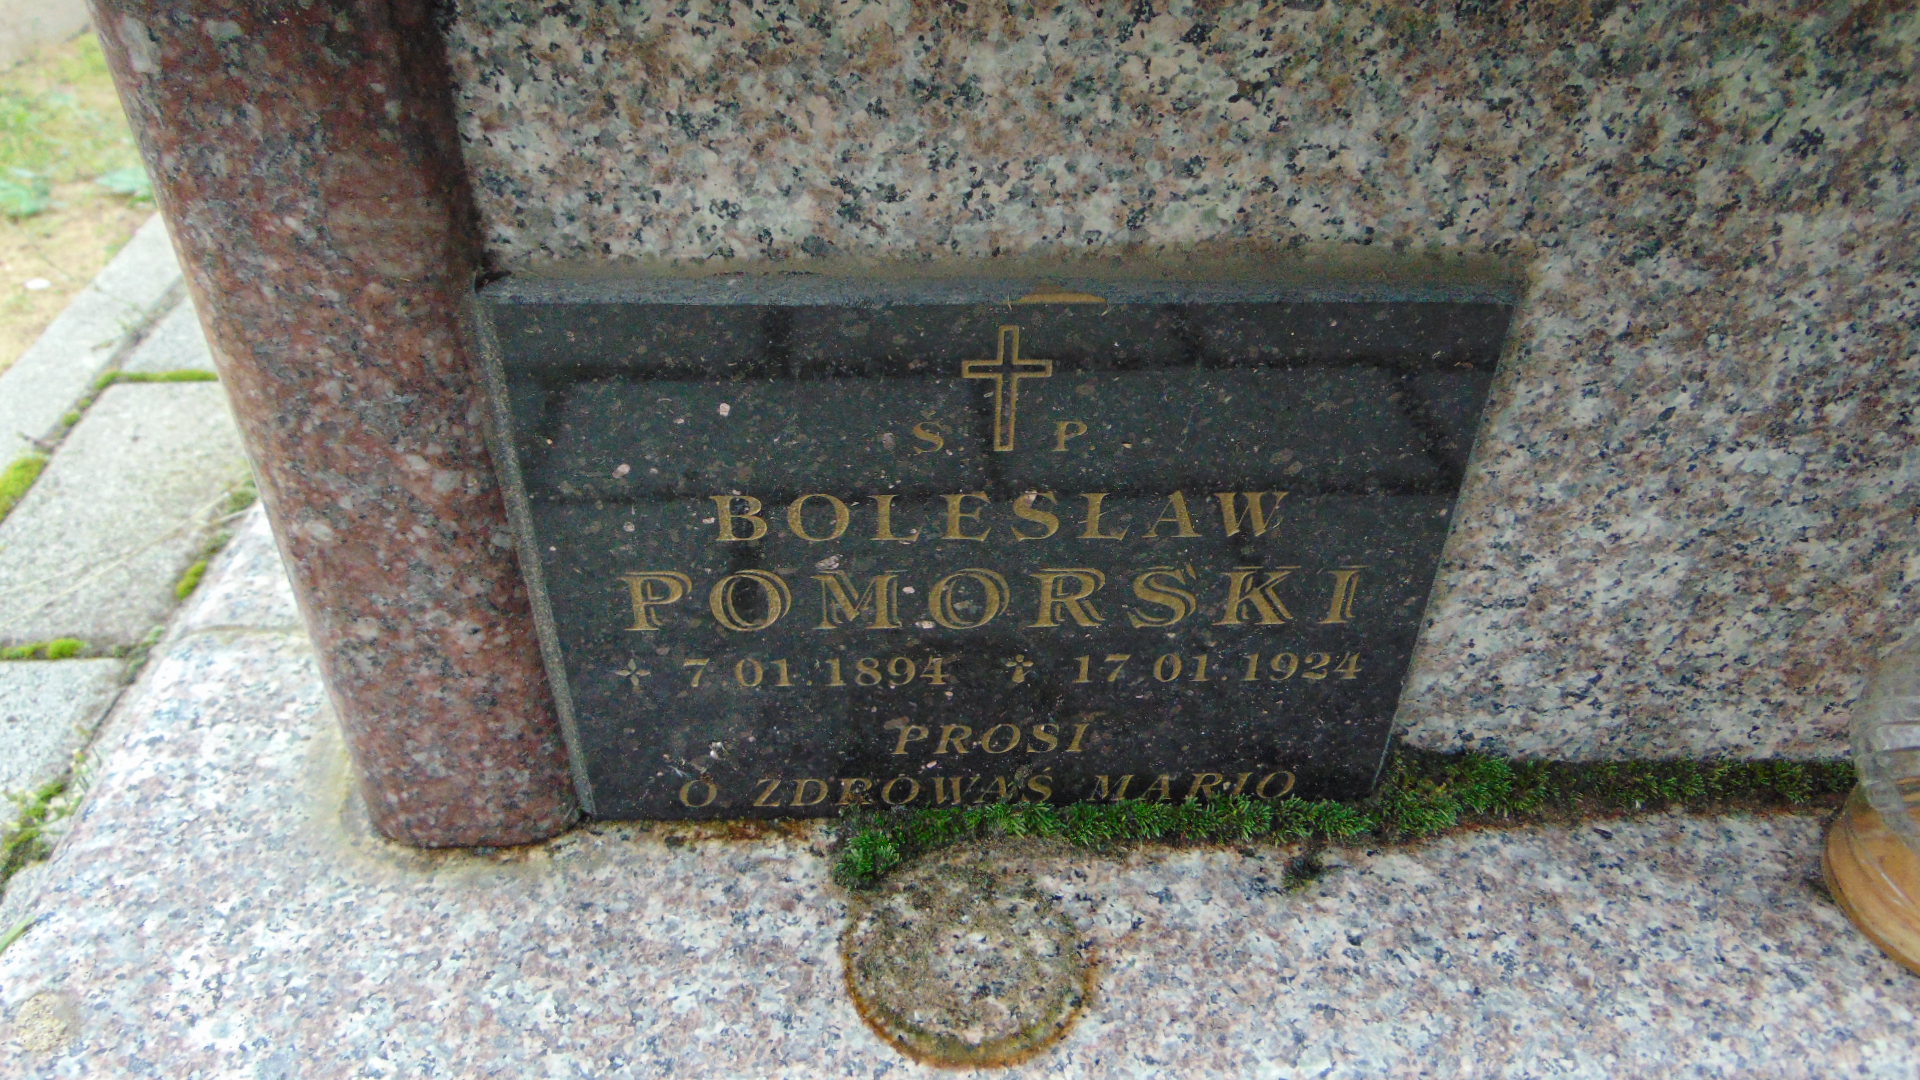 Ś P
BOLESŁAW
POMORSKI
7 01.1894 17 01.1924
PROSI
O ZDROWAŚ MARIO